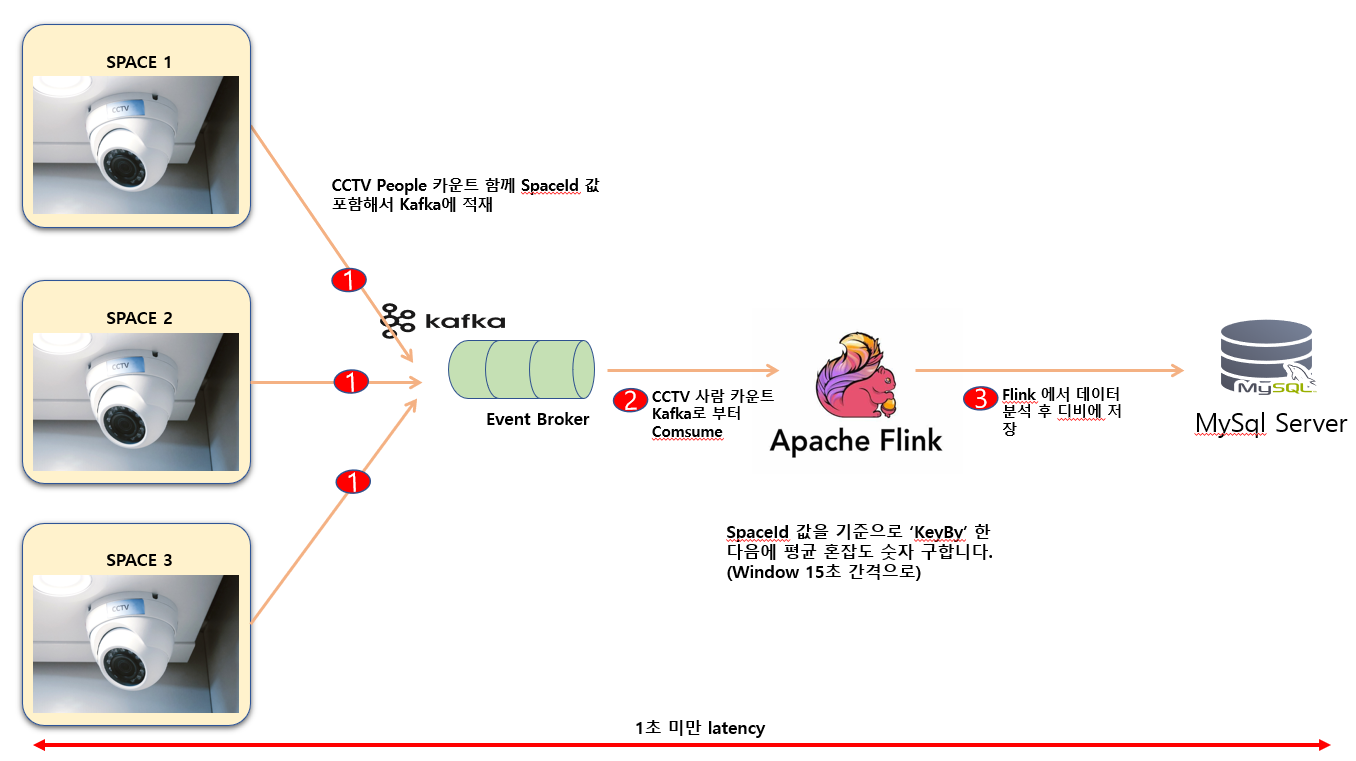 SPACE 1
CCTV
CCTV People 카운트 함께 SpaceId 값
포함해서 Kafka에 적재
1
SPACE 2
CCTV
kafka
1
Event Broker
2
CCTV 사람 카운트
Kafka로 부터
Comsume
Apache Flink
3
Flink 에서 데이터
분석 후 디비에 저
장
MySQL
MySql Server
1
SPACE 3
CCTV
SpaceId 값을 기준으로 ‘KeyBy’ 한
다음에 평균 혼잡도 숫자 구합니다.
(Window 15초 간격으로)
1초 미만 latency